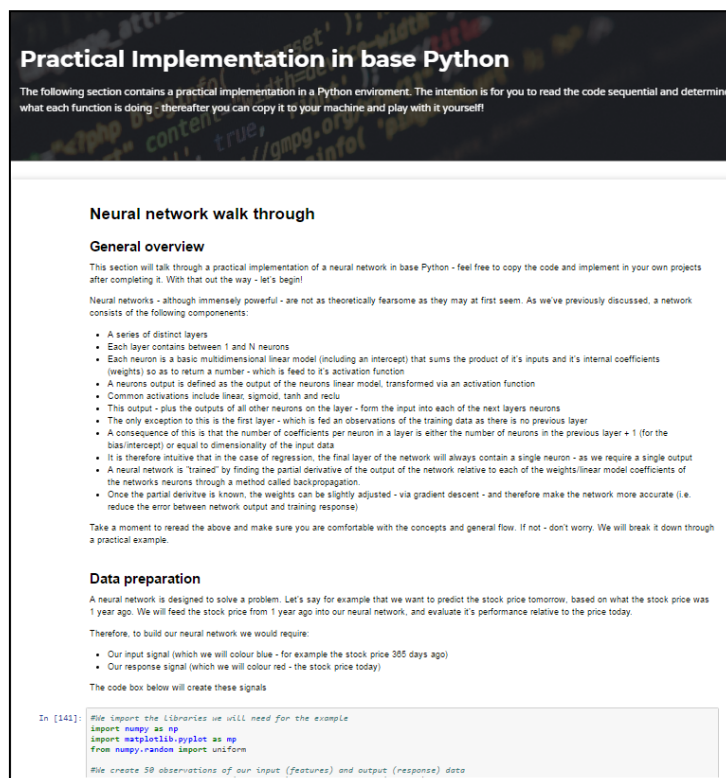 Practical Implementation in base Python
The following section contains a practical implementation in a Python enviroment. The intention is for you to read the code sequential and determine
what each function is doing - thereafter you can copy it to your machine and play with it yourself!
Neural network walk through
General overview
This section will talk through a practical implementation of a neural network in base Python - feel free to copy the code and implement in your own projects
after completing it. With that out the way - let's begin!
Neural networks - although immensely powerful - are not as theoretically fearsome as they may at first seem. As we've previously discussed, a network
consists of the following componenents:
• A series of distinct layers
• Each layer contains between 1 and N neurons
• Each neuron is a basic multidimensional linear model (including an intercept) that sums the product of it's inputs and it's internal coefficients
(weights) so as to return a number - which is feed to it's activation function
• A neurons output is defined as the output of the neurons linear model, transformed via an activation function
• Common activations include linear, sigmoid, tanh and reclu
• This output - plus the outputs of all other neurons on the layer - form the input into each of the next layers neurons
• The only exception to this is the first layer - which is fed an observations of the training data as there is no previous layer
• A consequence of this is that the number of coefficients per neuron in a layer is either the number of neurons in the previous layer + 1 (for the
bias/intercept) or equal to dimensionality of the input data
• It is therefore intuitive that in the case of regression, the final layer of the network will always contain a single neuron - as we require a single output
• A neural network is "trained" by finding the partial derivative of the output of the network relative to each of the weights/linear model coefficients of
the networks neurons through a method called backpropagation.
• Once the partial derivitve is known, the weights can be slightly adjusted - via gradient descent - and therefore make the network more accurate (i.e.
reduce the error between network output and training response)
Take a moment to reread the above and make sure you are comfortable with the concepts and general flow. If not - don't worry. We will break it down through
a practical example.
Data preparation
A neural network is designed to solve a problem. Let's say for example that we want to predict the stock price tomorrow, based on what the stock price was
1 year ago. We will feed the stock price from 1 year ago into our neural network, and evaluate it's performance relative to the price today.
Therefore, to build our neural network we would require:
• Our input signal (which we will colour blue - for example the stock price 365 days ago)
• Our response signal (which we will colour red - the stock price today)
The code box below will create these signals
In [141]: #We import the libraries we will need for the example
import numpy as np
import matplotlib.pyplot as mp
from numpy.random import uniform
#We create 50 observations of our input (features) and output (response) data